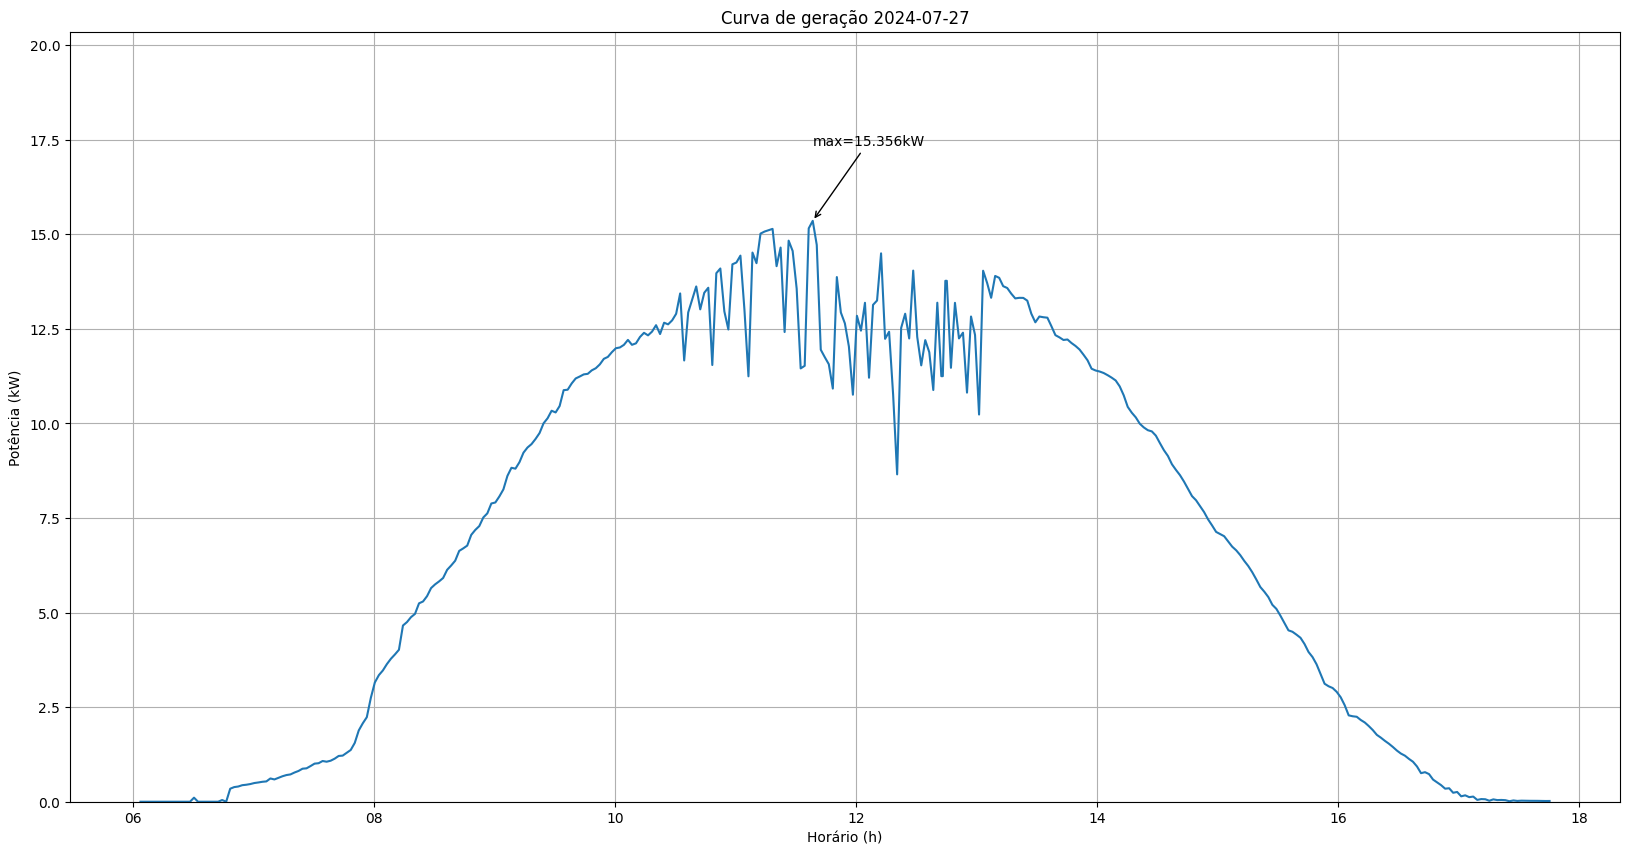 Curva de geração 2024-07-27
20.0
17.5
max=15.356kW
15.0
12.5
10.0
7.5
5.0
2.5
0.0
Potência (kW)
06 08 10 12 14 16 18
Horário (h)